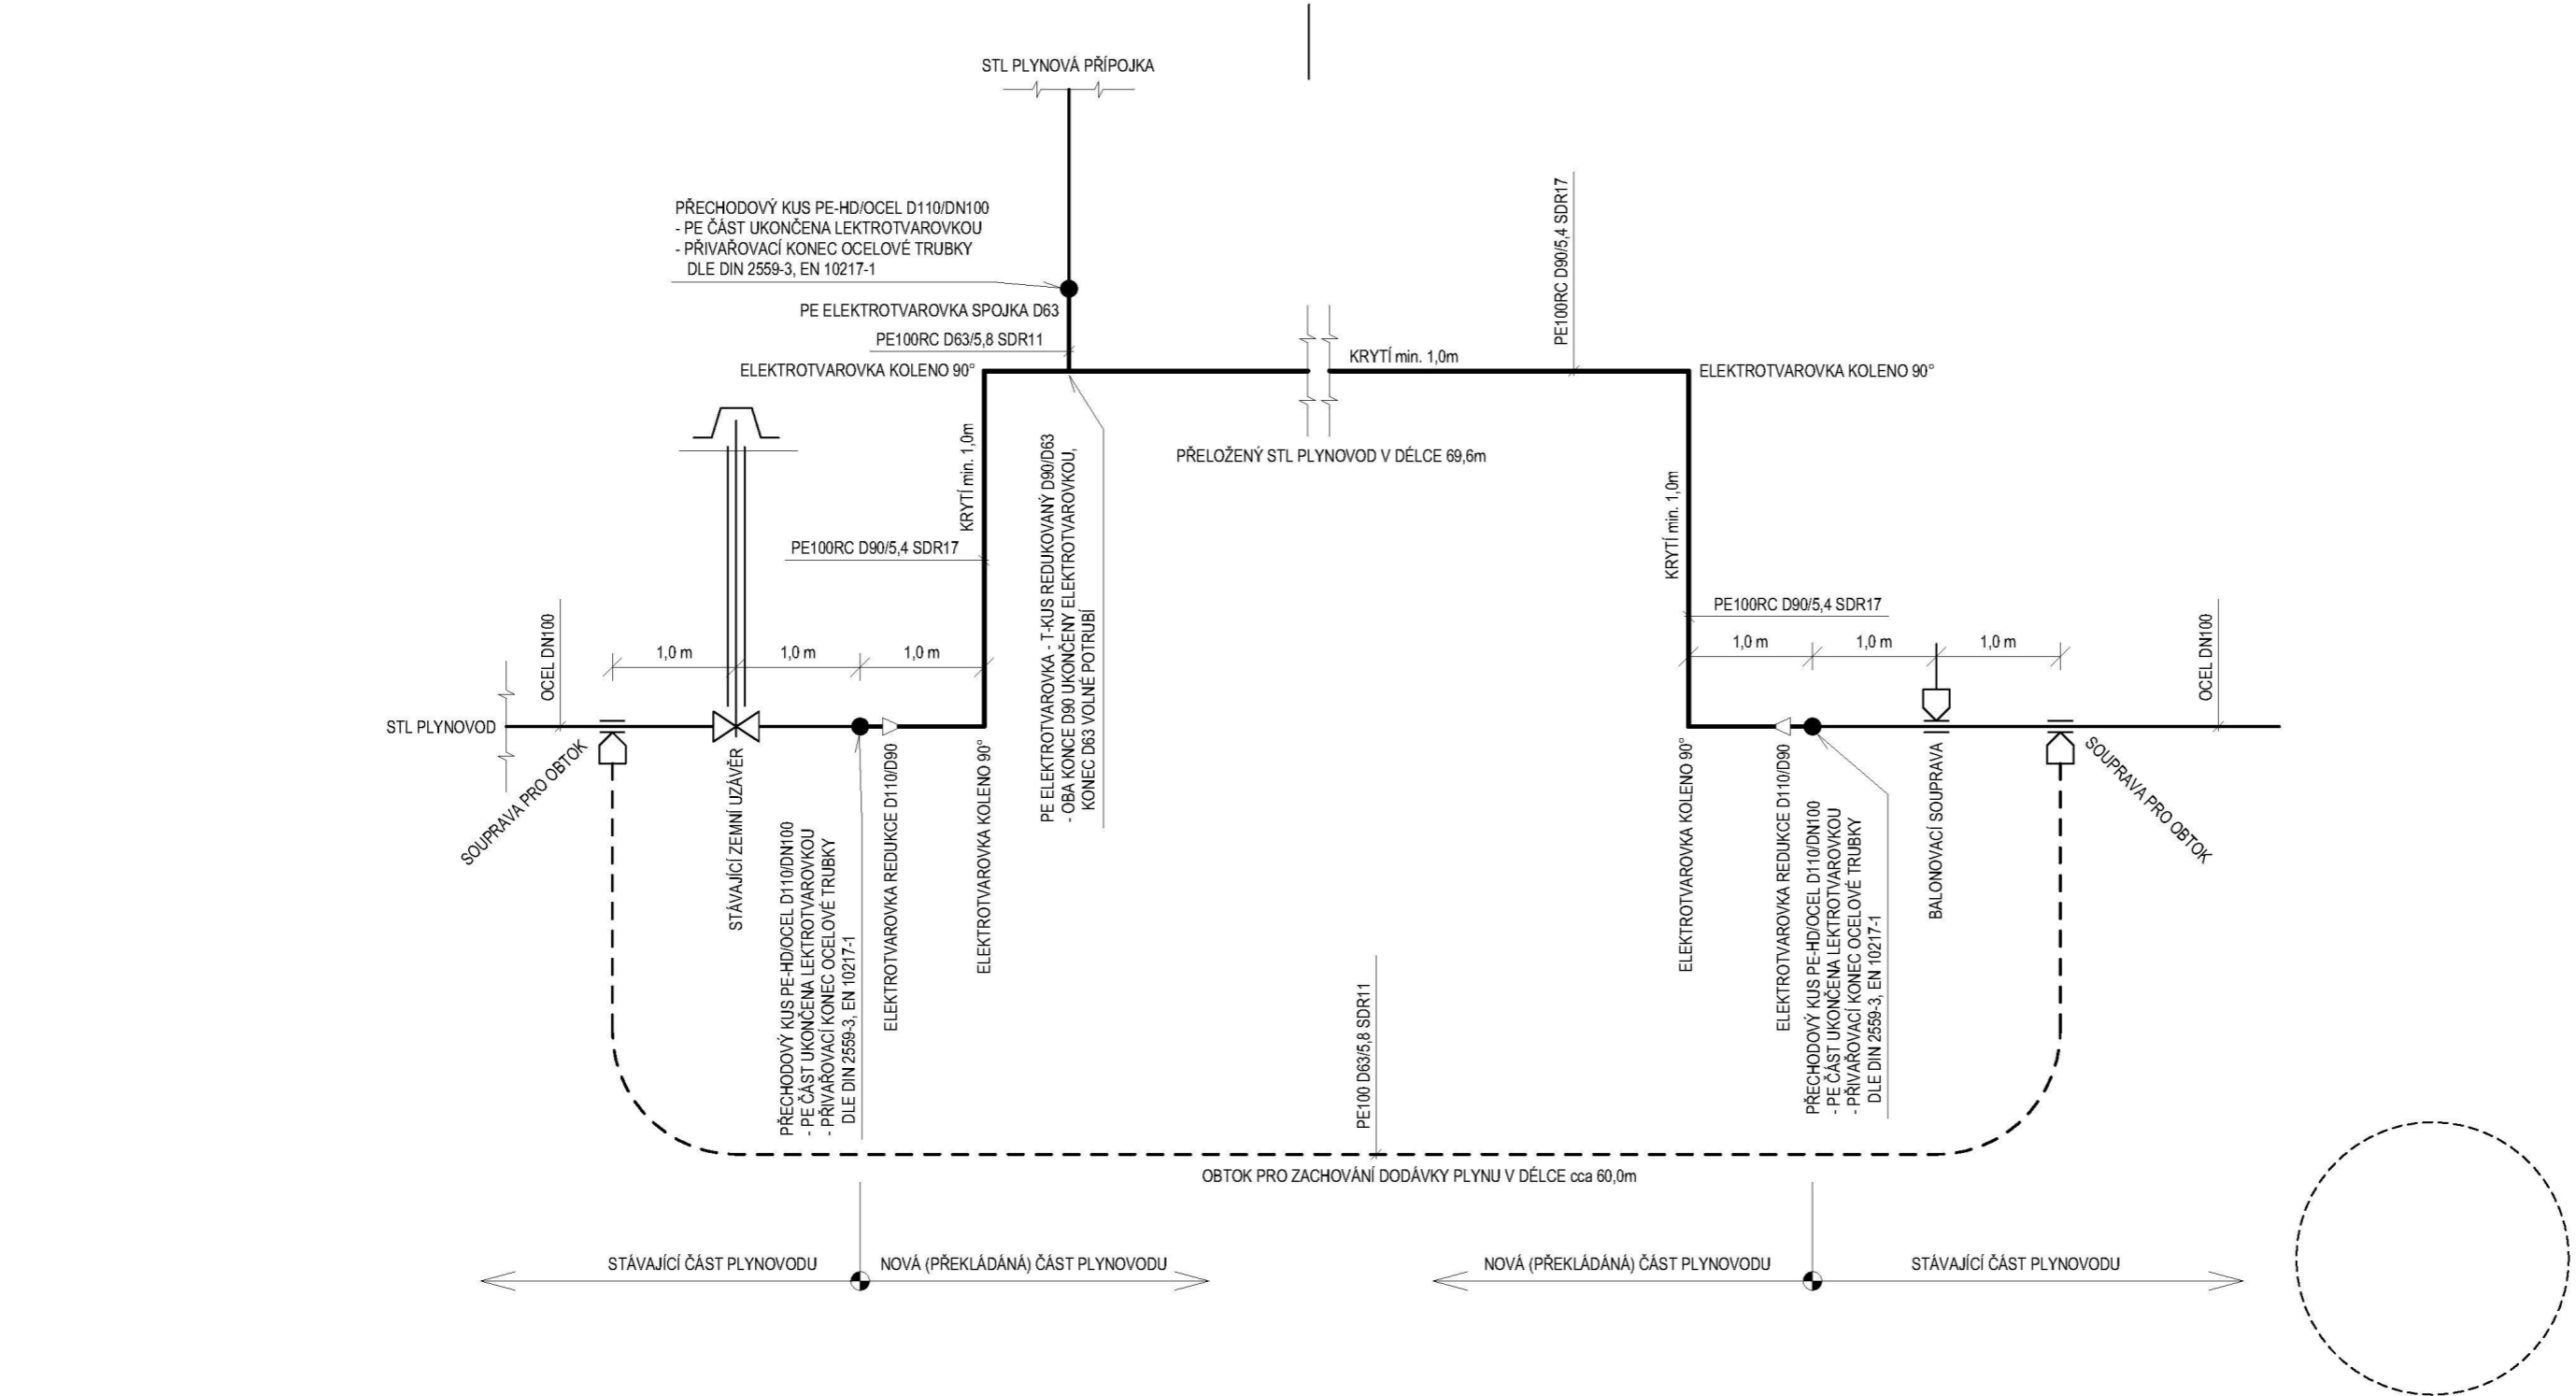 STL PLYNOVÁ PŘÍPOJKA
PŘECHODOVÝ KUS PE-HD/OCEL D110/DN100
- PE ČÁST UKONČENA LEKTROTVAROVKOU
- PŘIVAŘOVACÍ KONEC OCELOVÉ TRUBKY
DLE DIN 2559-3, EN 10217-1
PE ELEKTROTVAROVKA SPOJKA D63
PE100RC D63/5,8 SDR11
ELEKTROTVAROVKA KOLENO 90°
KRYTÍ min. 1,0m
PE100RC D90/5,4 SDR17
ELEKTROTVAROVKA KOLENO 90°
PŘELOŽENÝ STL PLYNOVOD V DÉLCE 69,6m
KRYTÍ min. 1,0m
PE100RC D90/5,4 SDR17
PE ELEKTROTVAROVKA - T-KUS REDUKOVANÝ D90/D63
- OBA KONCE D90 UKONČENY ELEKTROTVAROVKOU,
KONEC D63 VOLNÉ POTRUBÍ
KRYTÍ min. 1,0m
PE100RC D90/5,4 SDR17
OCEL DN100
1,0 m
1,0 m
1,0 m
1,0 m
1,0 m
1,0 m
OCEL DN100
STL PLYNOVOD
SOUPRAVA PRO OBTOK
STÁVAJÍCÍ ZEMNÍ UZÁVĚR
PŘECHODOVÝ KUS PE-HD/OCEL D110/DN100
- PE ČÁST UKONČENA LEKTROTVAROVKOU
- PŘIVAŘOVACÍ KONEC OCELOVÉ TRUBKY
DLE DIN 2559-3, EN 10217-1
ELEKTROTVAROVKA REDUKCE D110/D90
ELEKTROTVAROVKA KOLENO 90°
ELEKTROTVAROVKA KOLENO 90°
ELEKTROTVAROVKA REDUKCE D110/D90
PŘECHODOVÝ KUS PE-HD/OCEL D110/DN100
- PE ČÁST UKONČENA LEKTROTVAROVKOU
- PŘIVAŘOVACÍ KONEC OCELOVÉ TRUBKY
DLE DIN 2559-3, EN 10217-1
BALONOVACÍ SOUPRAVA
SOUPRAVA PRO OBTOK
PE100 D63/5,8 SDR11
OBTOK PRO ZACHOVÁNÍ DODÁVKY PLYNU V DÉLCE cca 60,0m
STÁVAJÍCÍ ČÁST PLYNOVODU
NOVÁ (PŘEKLÁDÁNÁ) ČÁST PLYNOVODU
NOVÁ (PŘEKLÁDÁNÁ) ČÁST PLYNOVODU
STÁVAJÍCÍ ČÁST PLYNOVODU